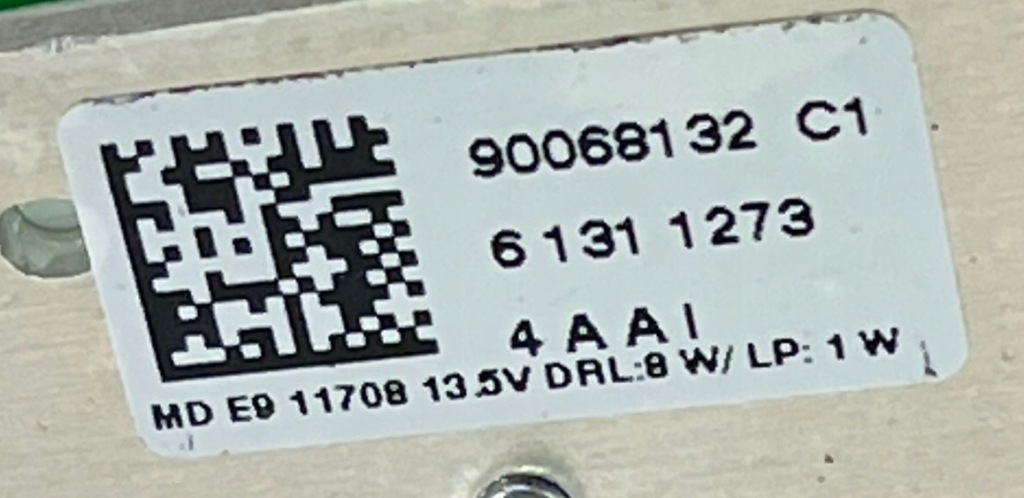 90068132 C1
6 131 1273
4 A A I
MD E9 11708 13.5V DRL:8 W/ LP: 1 W